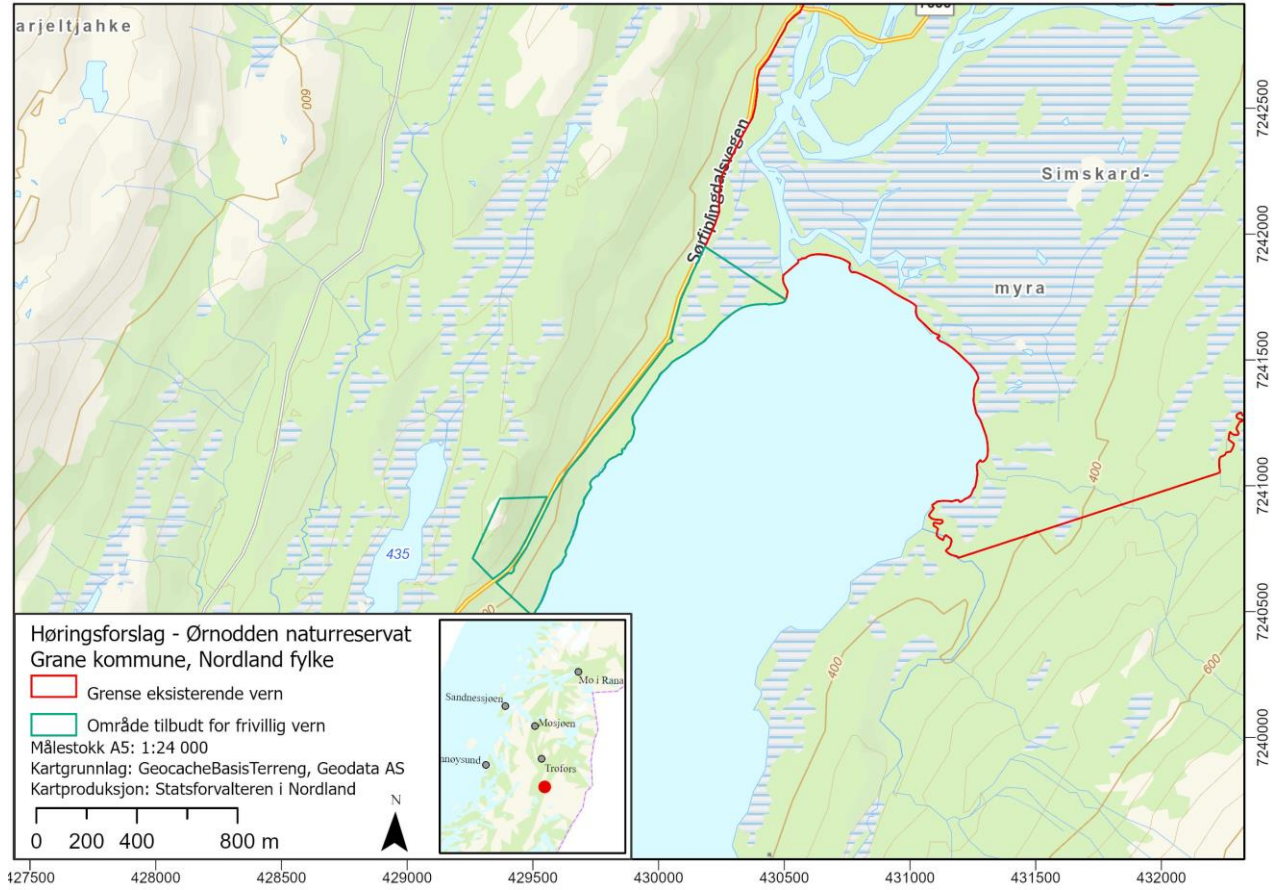 arjeltjahke
600
Sørfiplingdalsvegen
Simskard-
myra
435
400
400
600
7242500
7242000
7241500
7241000
7240500
7240000
Høringsforslag - Ørnodden naturreservat
Grane kommune, Nordland fylke
Grense eksisterende vern
Område tilbudt for frivillig vern
Målestokk A5: 1:24 000
Kartgrunnlag: GeocacheBasisTerreng, Geodata AS
Kartproduksjon: Statsforvalteren i Nordland
0 200 400 800 m
N
Mo i Rana
Sandnessjøen
Mosjøen
Trofors
nnøysund
427500 428000 428500 429000 429500 430000 430500 431000 431500 432000